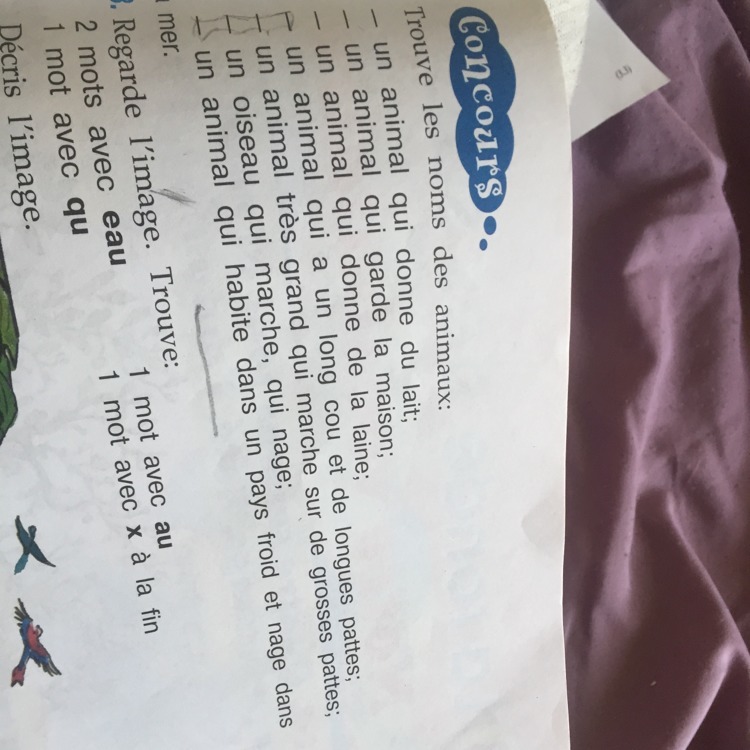 Concours..
Trouve les noms des animaux:
– un animal qui donne du lait;
– un animal qui garde la maison;
– un animal qui donne de la laine;
– un animal qui a un long cou et de longues pattes;
– un animal très grand qui marche sur de grosses pattes;
– un oiseau qui marche, qui nage;
– un animal qui habite dans un pays froid et nage dans
mer.
Regarde l'image. Trouve:
2 mots avec eau 1 mot avec au
1 mot avec qu 1 mot avec x à la fin
Décris l'image.